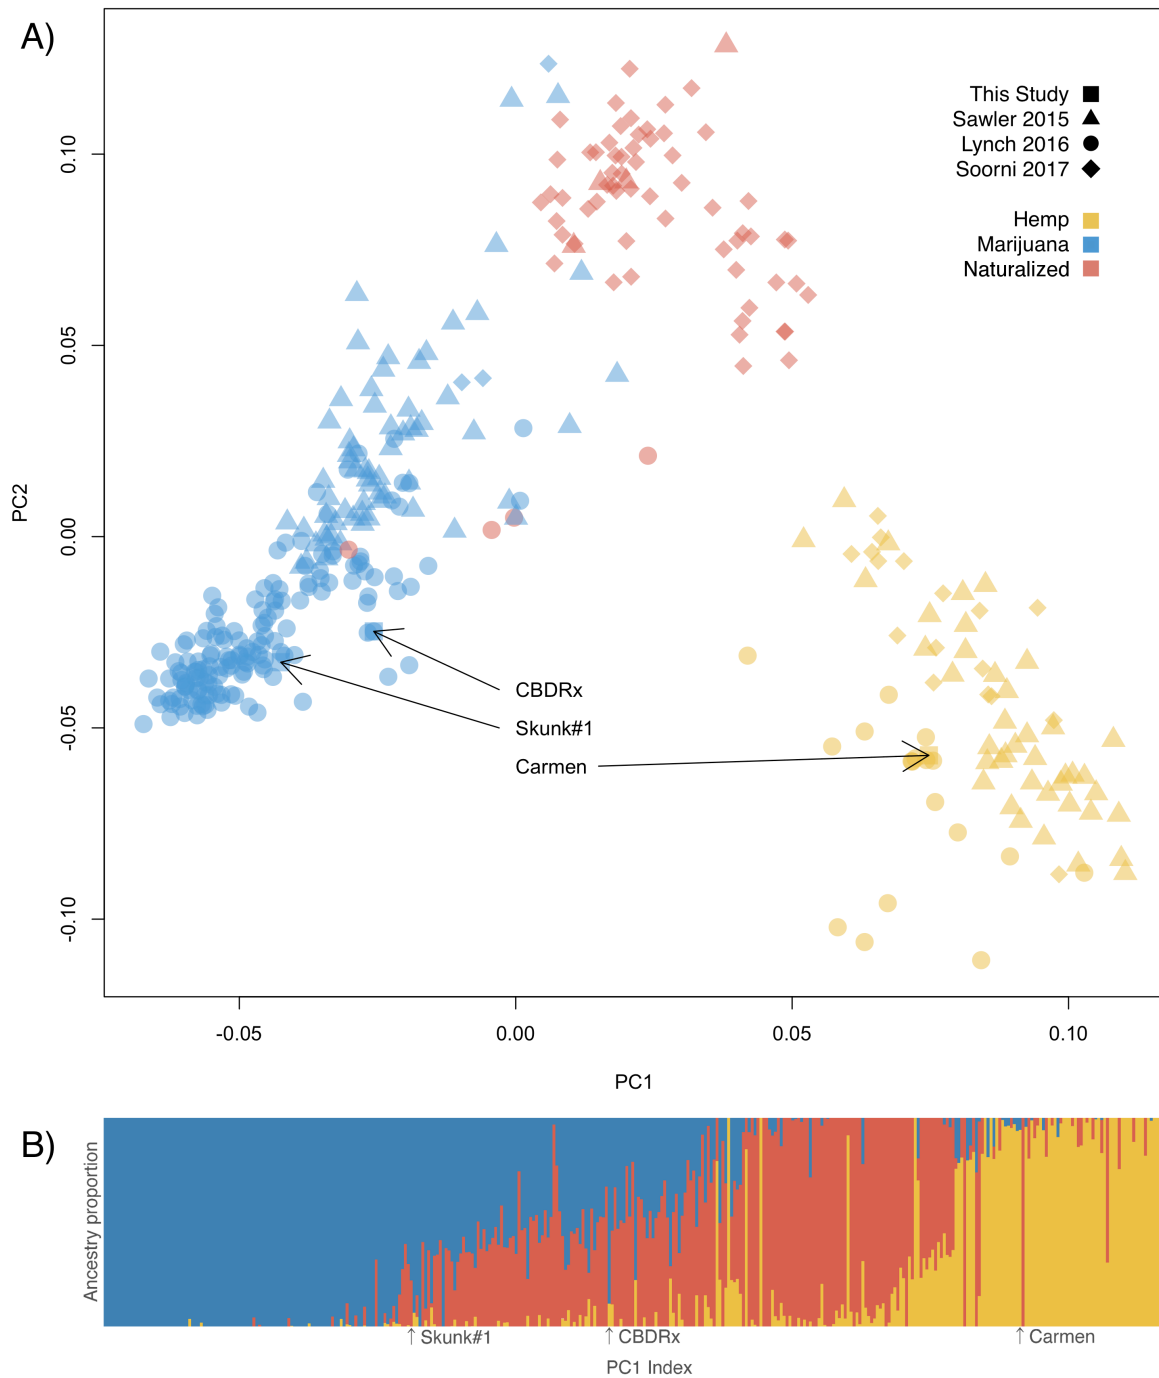 A)
This Study
Sawler 2015
Lynch 2016
Soorni 2017
Hemp
Marijuana
Naturalized
PC2
0.10
0.05
0.00
-0.05
-0.10
CBDRx
Skunk#1
Carmen
-0.05
0.00
0.05
0.10
PC1
B)
Ancestry proportion
↑ Skunk#1
↑ CBDRx
↑ Carmen
PC1 Index